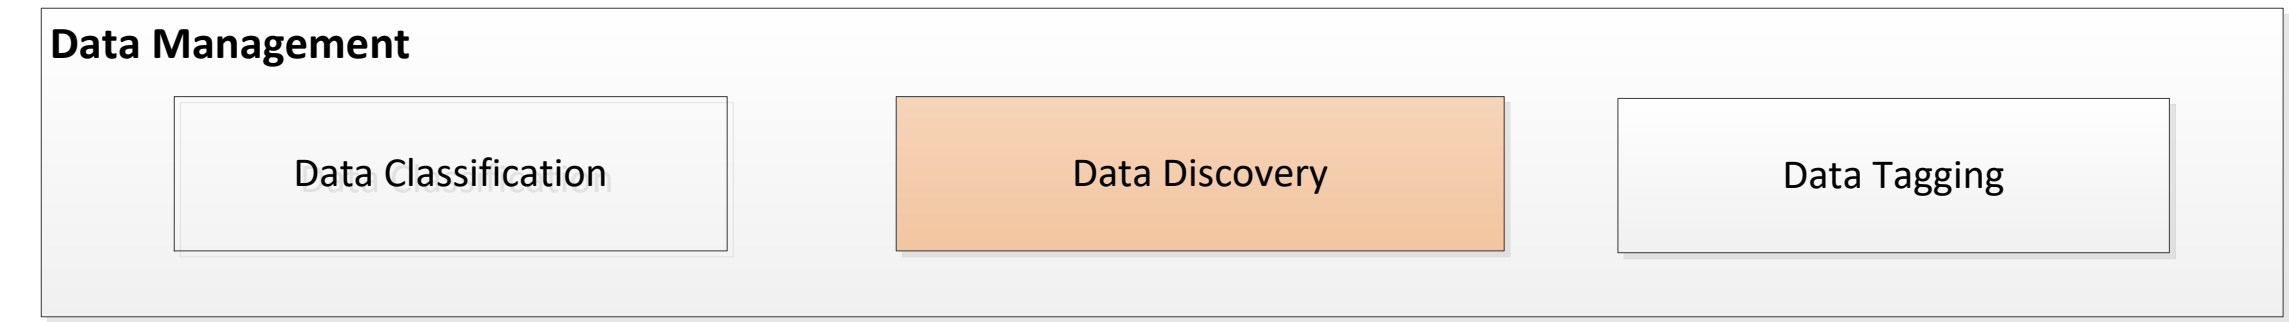 Data Management
Data Classification
Data Discovery
Data Tagging